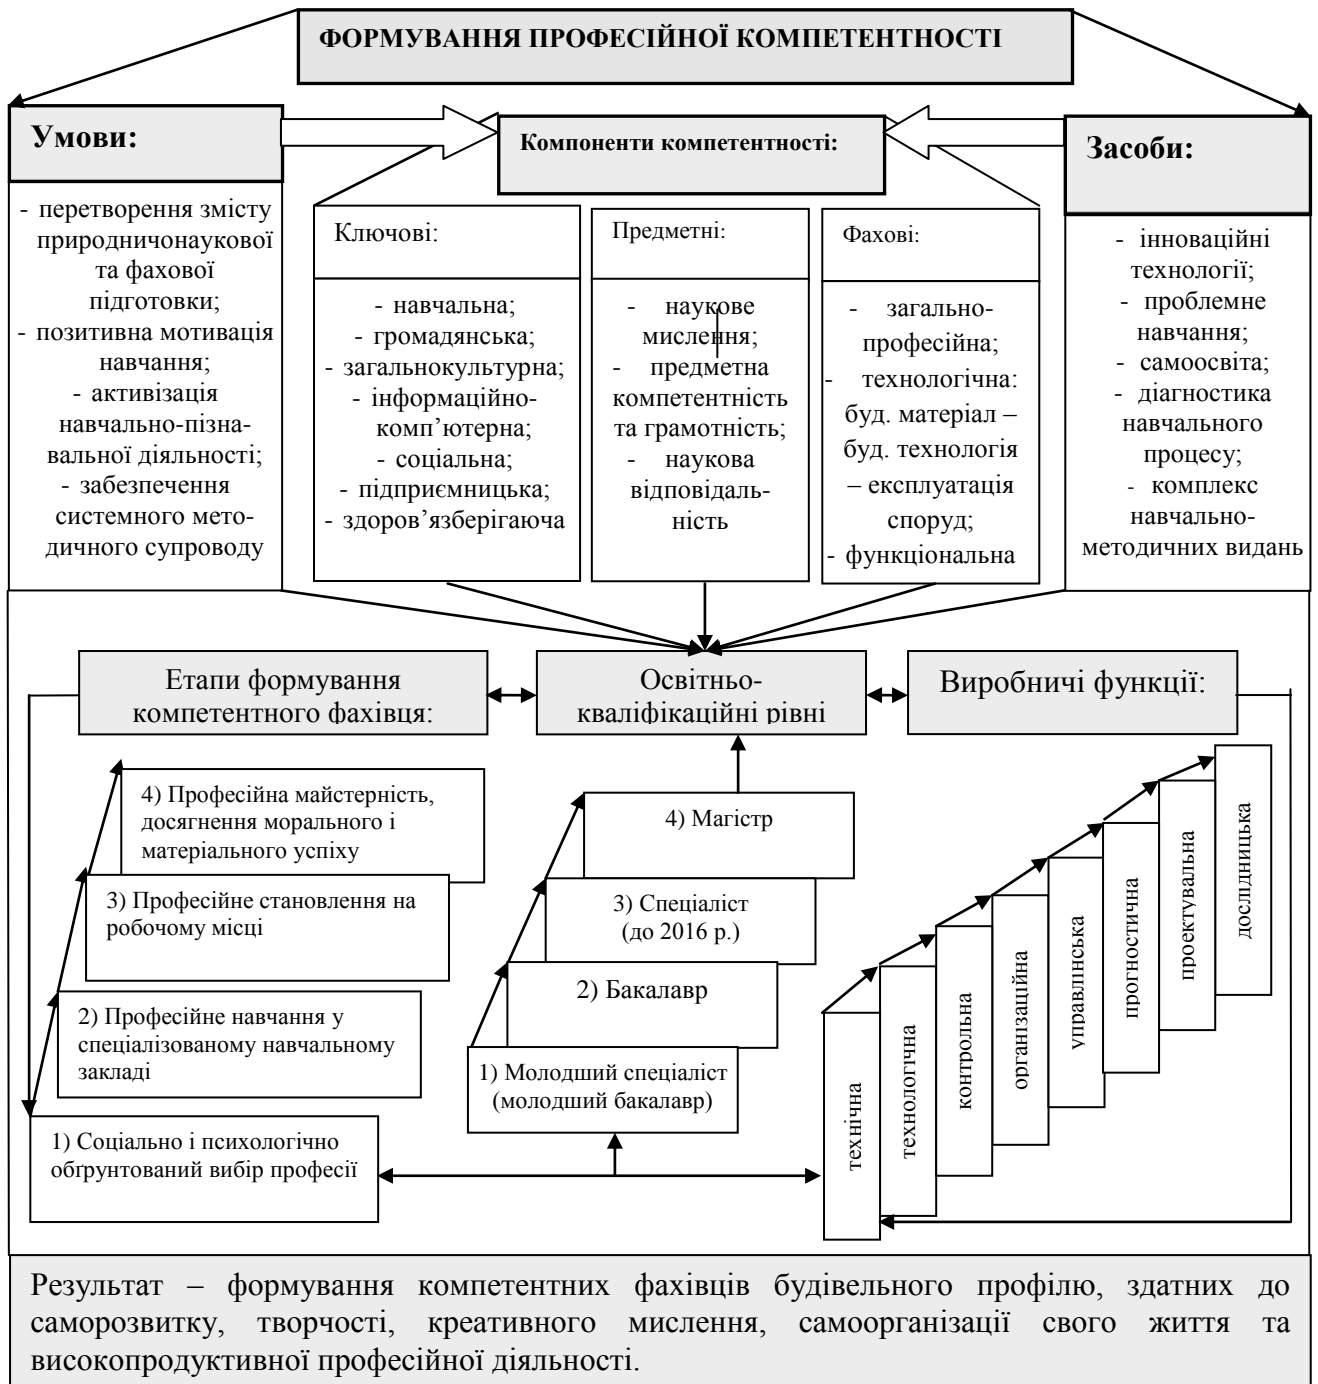 ФОРМУВАННЯ ПРОФЕСІЙНОЇ КОМПЕТЕНТНОСТІ
Умови:
- перетворення змісту
природничонаукової
та фахової
підготовки;
- позитивна мотивація
навчання;
- активізація
навчально-пізна-
вальної діяльності;
- забезпечення
системного мето-
дичного супроводу
Компоненти компетентності:
Ключові:
- навчальна;
- громадянська;
- загальнокультурна;
- інформаційно-
комп’ютерна;
- соціальна;
- підприємницька;
- здоров’язберігаюча
Предметні:
- наукове
мислення;
- предметна
компетентність
та грамотність;
- наукова
відповідаль-
ність
Фахові:
- загально-
професійна;
- технологічна:
буд. матеріал –
буд. технологія
– експлуатація
споруд;
- функціональна
Засоби:
- інноваційні
технології;
- проблемне
навчання;
- самоосвіта;
- діагностика
навчального
процесу;
- комплекс
навчально-
методичних видань
Етапи формування
компетентного фахівця:
Освітньо-
кваліфікаційні рівні
Виробничі функції:
4) Професійна майстерність,
досягнення морального і
матеріального успіху
3) Професійне становлення на
робочому місці
2) Професійне навчання у
спеціалізованому навчальному
закладі
1) Соціально і психологічно
обґрунтований вибір професії
4) Магістр
3) Спеціаліст
(до 2016 р.)
2) Бакалавр
1) Молодший спеціаліст
(молодший бакалавр)
технічна
технологічна
контрольна
організаційна
управлінська
прогностична
проектувальна
дослідницька
Результат – формування компетентних фахівців будівельного профілю, здатних до
саморозвитку, творчості, креативного мислення, самоорганізації свого життя та
високопродуктивної професійної діяльності.